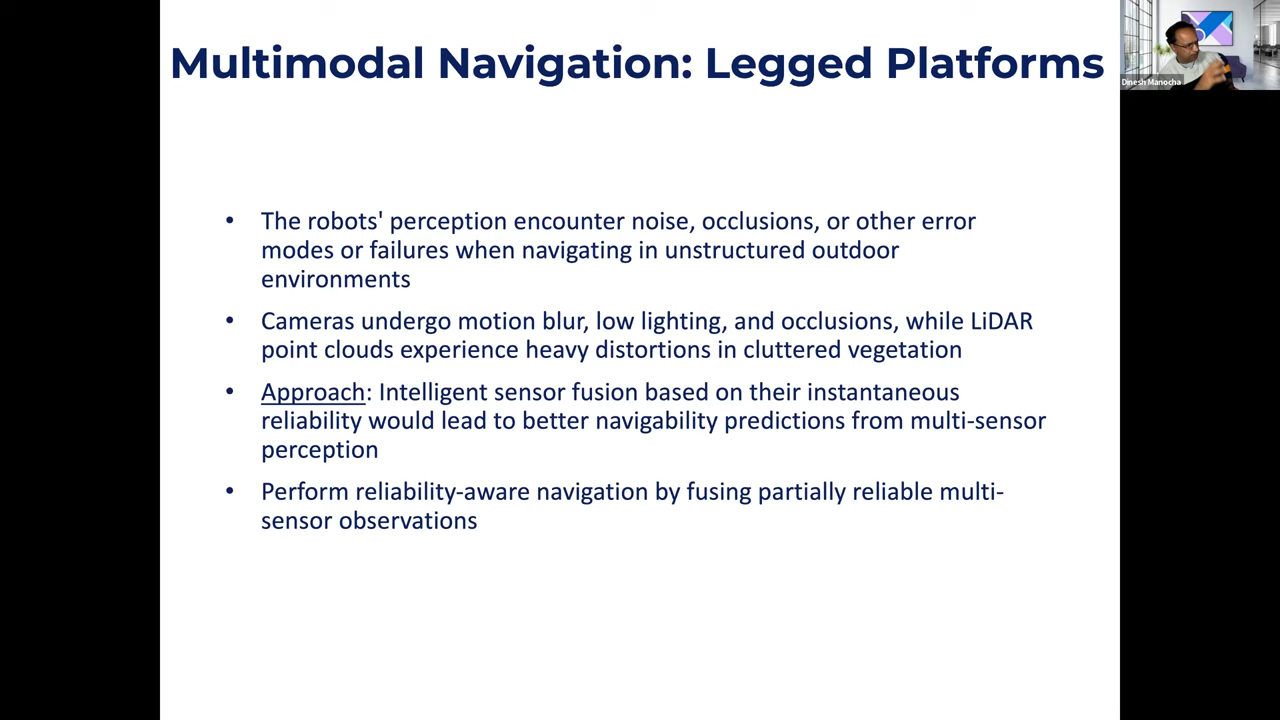 Multimodal Navigation: Legged Platforms
Dinesh Manocha
• The robots' perception encounter noise, occlusions, or other error
modes or failures when navigating in unstructured outdoor
environments
• Cameras undergo motion blur, low lighting, and occlusions, while LiDAR
point clouds experience heavy distortions in cluttered vegetation
• Approach: Intelligent sensor fusion based on their instantaneous
reliability would lead to better navigability predictions from multi-sensor
perception
• Perform reliability-aware navigation by fusing partially reliable multi-
sensor observations